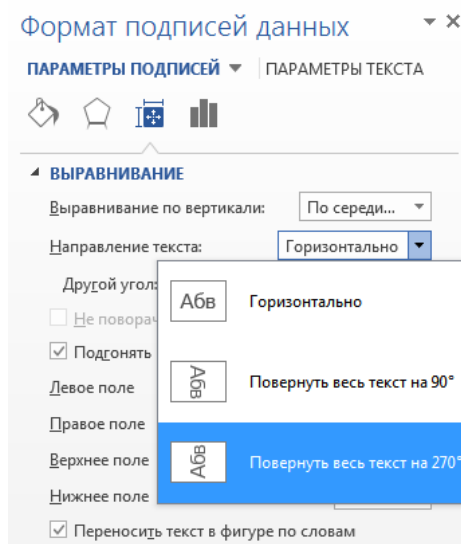 Формат подписей данных
ПАРАМЕТРЫ ПОДПИСЕЙ ПАРАМЕТРЫ ТЕКСТА
ВЫРАВНИВАНИЕ
Выравнивание по вертикали: По середи...
Направление текста: Горизонтально
Другой угол:
Абв Горизонтально
Не повора
Подгонять
Абв Повернуть весь текст на 90°
Левое поле
Правое поле
Верхнее поле
Абв Повернуть весь текст на 270°
Нижнее поле
Переносить текст в фигуре по словам